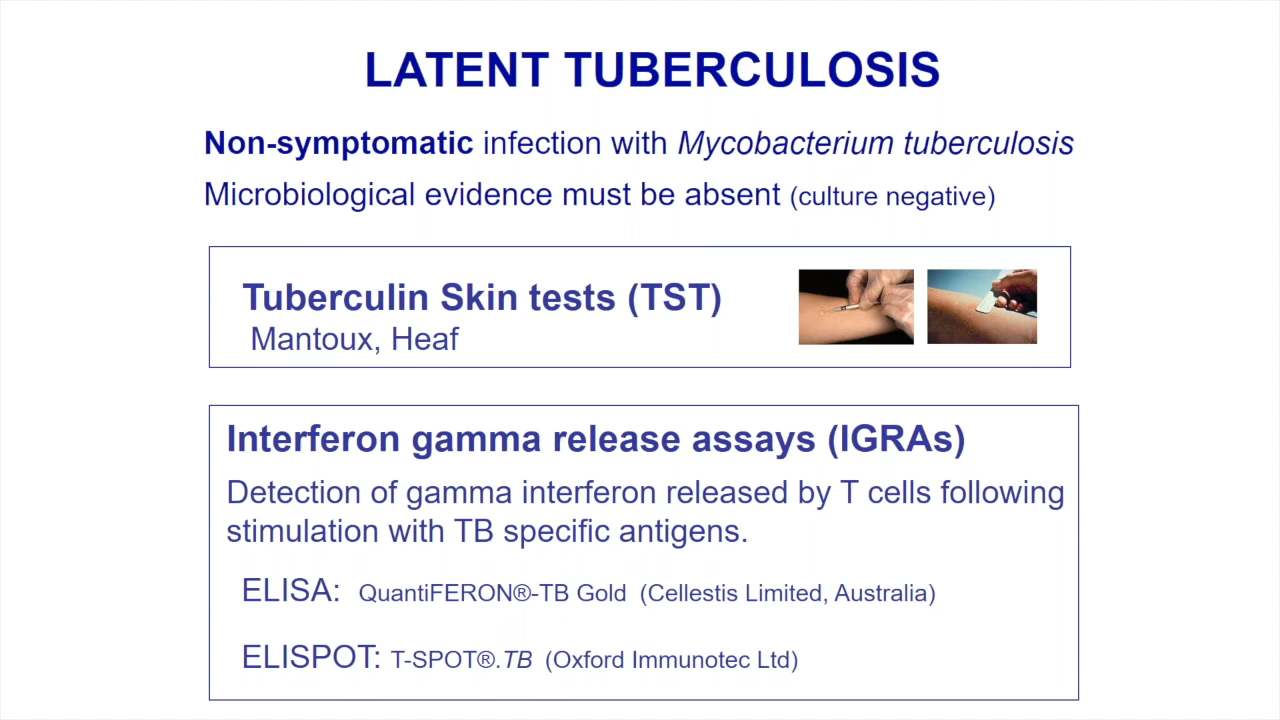 LATENT TUBERCULOSIS
Non-symptomatic infection with Mycobacterium tuberculosis
Microbiological evidence must be absent (culture negative)
Tuberculin Skin tests (TST)
Mantoux, Heaf
Interferon gamma release assays (IGRAs)
Detection of gamma interferon released by T cells following
stimulation with TB specific antigens.
ELISA: QuantiFERON®-TB Gold (Cellestis Limited, Australia)
ELISPOT: T-SPOT®.TB (Oxford Immunotec Ltd)